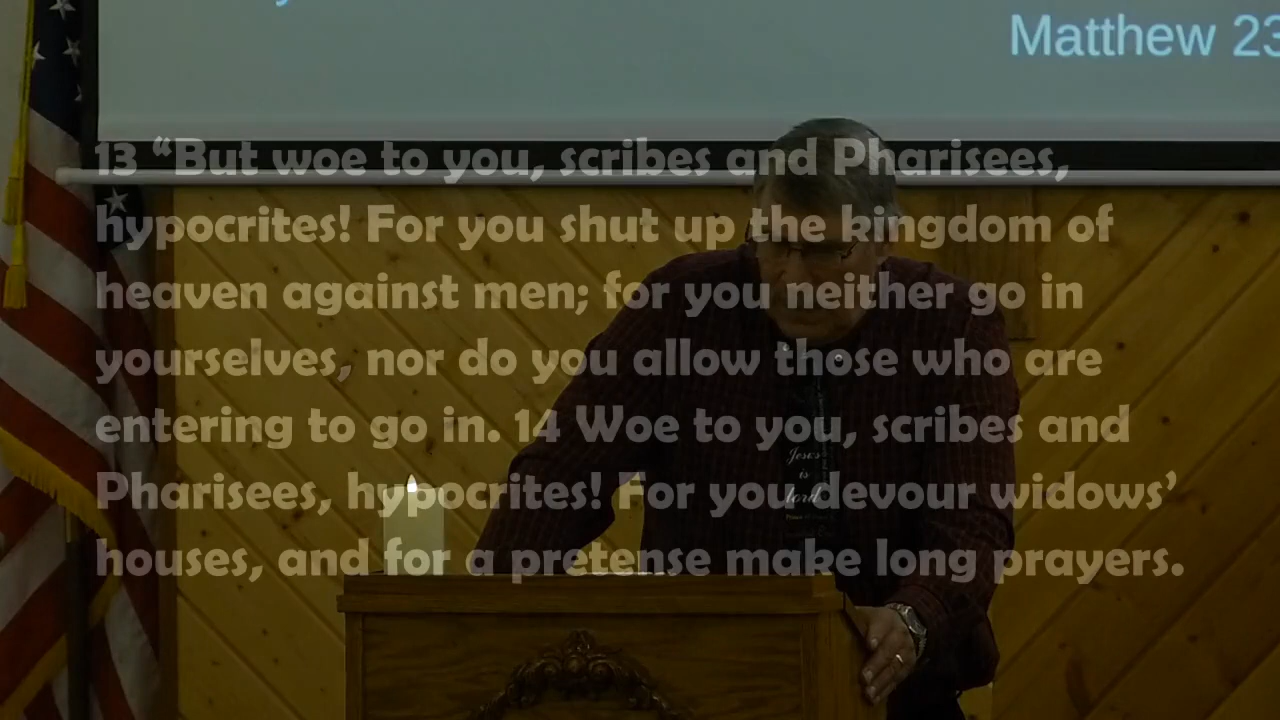 Matthew 23
13 “But woe to you, scribes and Pharisees,
hypocrites! For you shut up the kingdom of
heaven against men; for you neither go in
yourselves, nor do you allow those who are
entering to go in. 14 Woe to you, scribes and
Pharisees, hypocrites! For you devour widows’
houses, and for a pretense make long prayers.
Jesus
is
lord